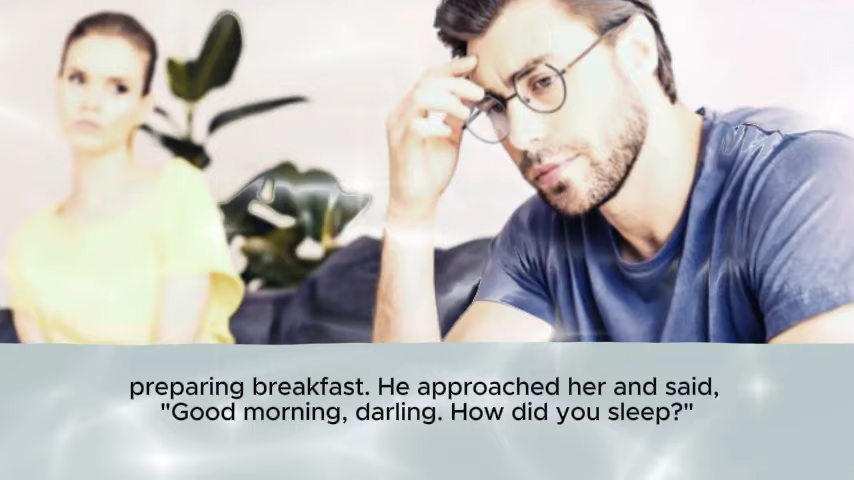 preparing breakfast. He approached her and said,
"Good morning, darling. How did you sleep?"